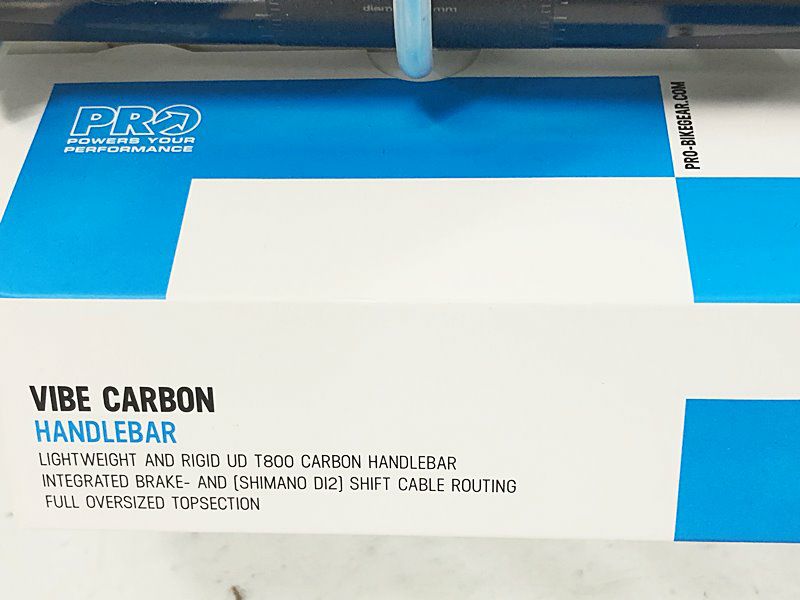 PRO
POWERS YOUR
PERFORMANCE
PRO-BIKEGEAR.COM
VIBE CARBON
HANDLEBAR
LIGHTWEIGHT AND RIGID UD T800 CARBON HANDLEBAR
INTEGRATED BRAKE- AND (SHIMANO DI2) SHIFT CABLE ROUTING
FULL OVERSIZED TOPSECTION